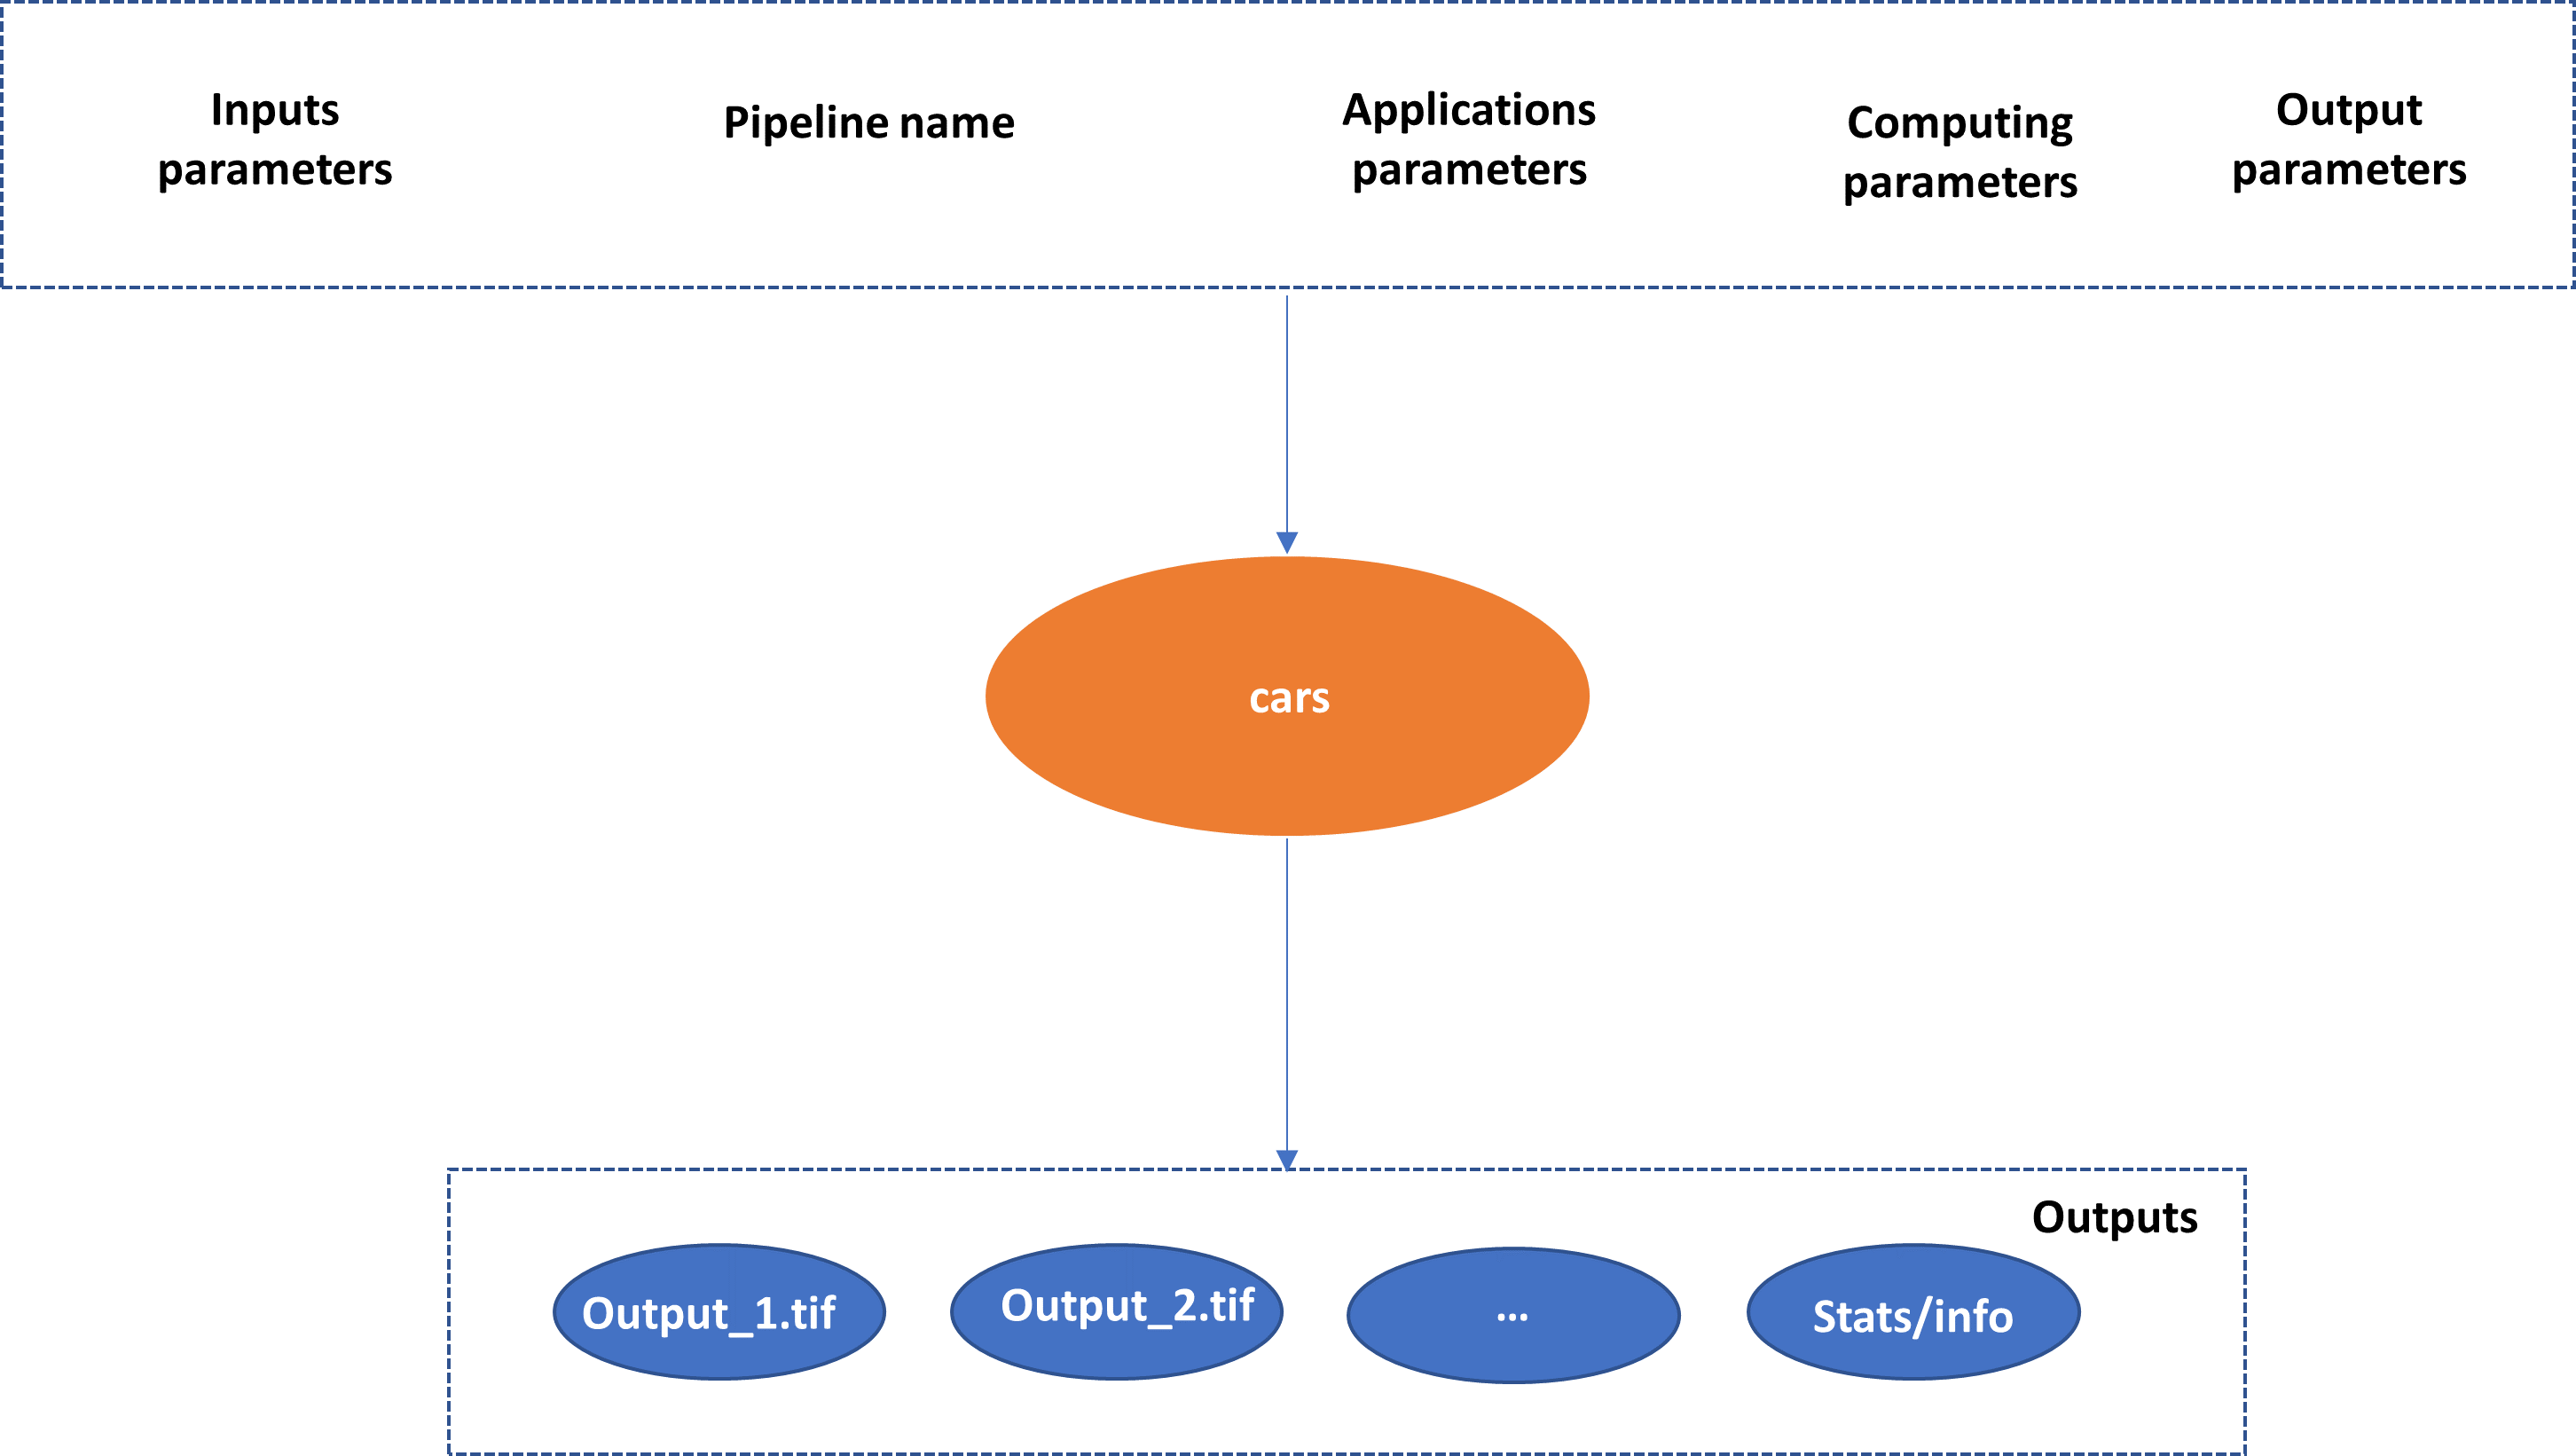 Inputs
parameters
Pipeline name
Applications
parameters
Computing
parameters
Output
parameters
cars
Outputs
Output_1.tif
Output_2.tif
...
Stats/info